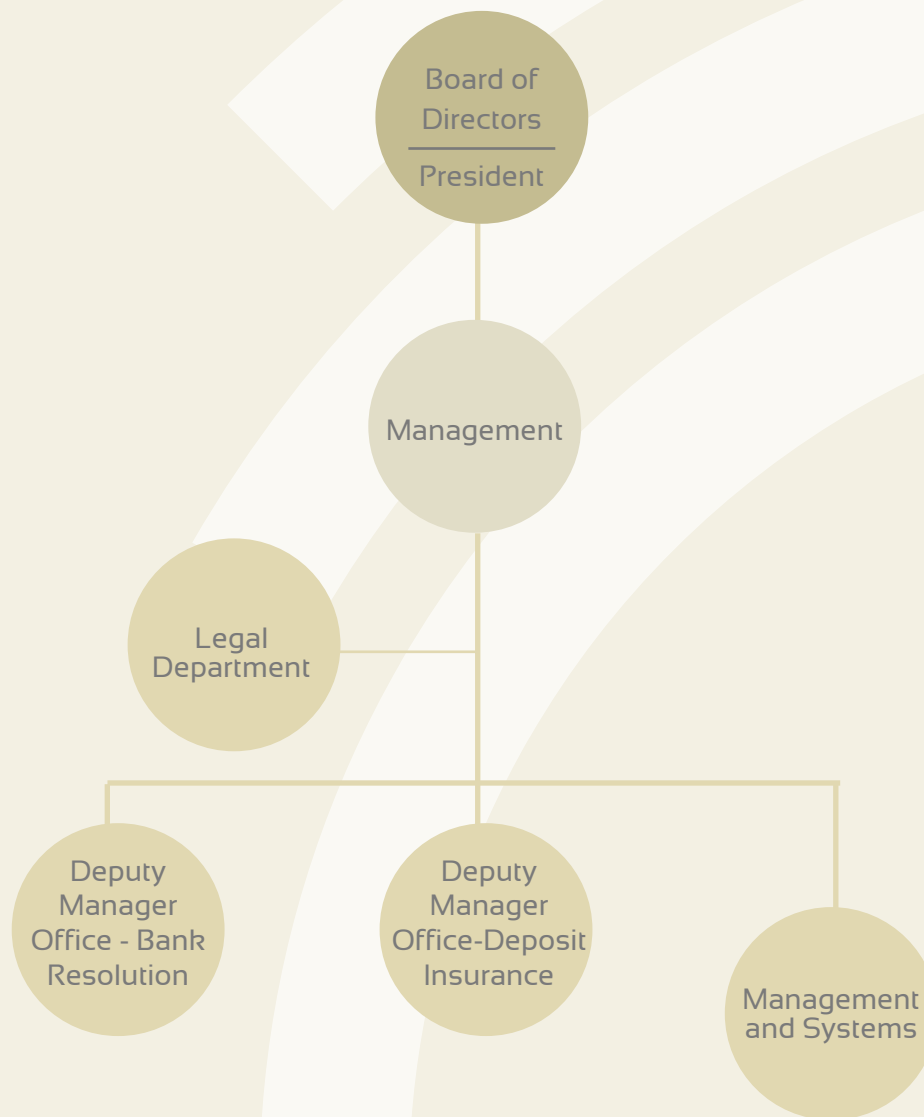 Board of
Directors
President
Management
Legal
Department
Deputy
Manager
Office - Bank
Resolution
Deputy
Manager
Office-Deposit
Insurance
Management
and Systems